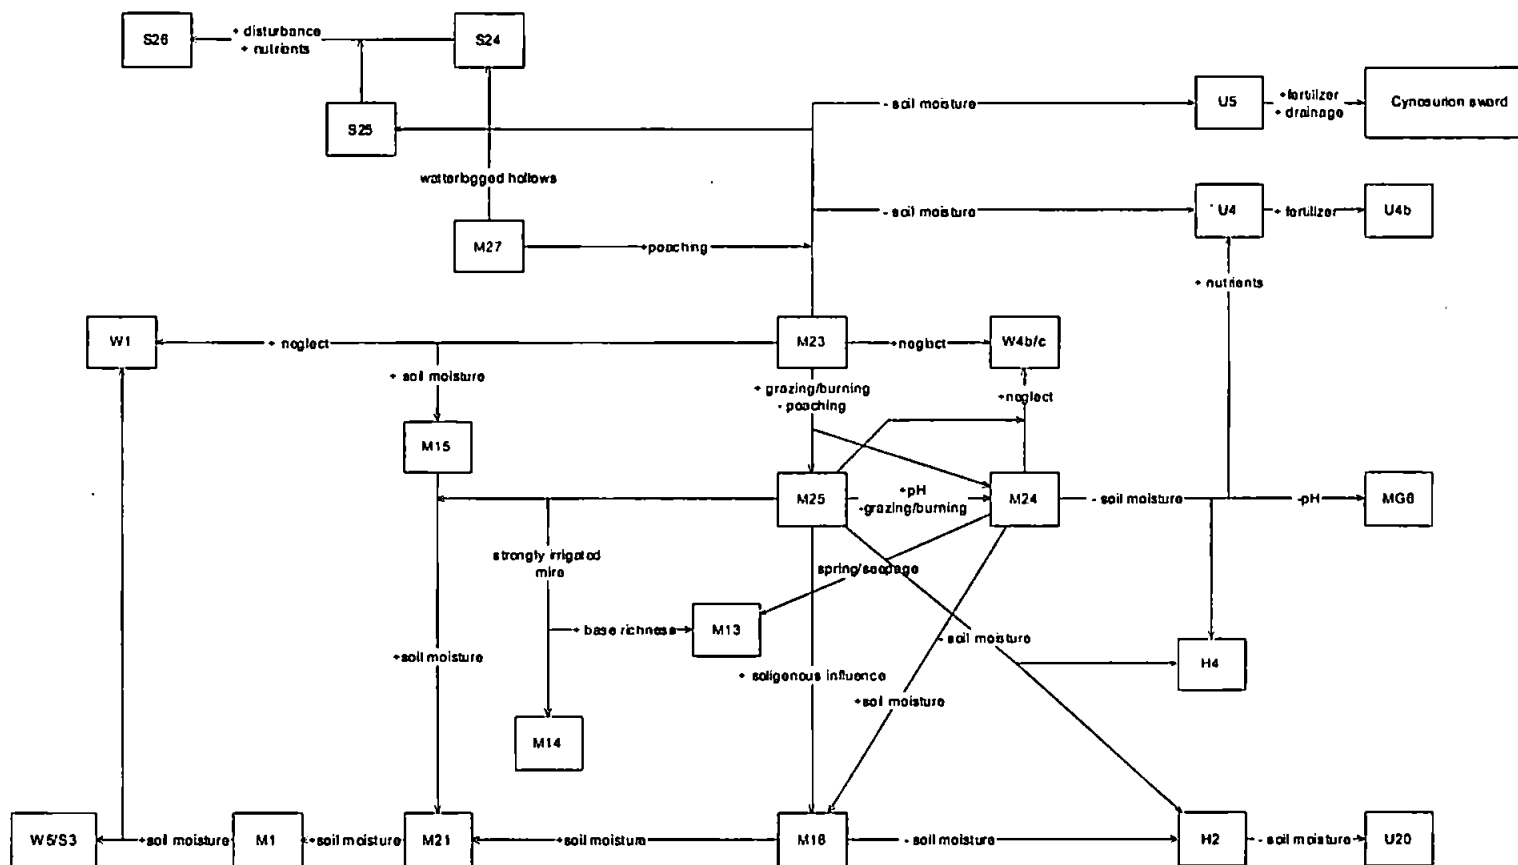 S26
+ disturbance
+ nutrients
S24
S25
- soil moisture
U5
+fertilzer
+ drainage
Cynosurion sward
watterlogged hollows
- soil moisture
U4
+ fertilizer
U4b
M27
+poaching
+ nutrients
W1
+ neglect
M23
+neglect
W4b/c
+ soil moisture
+ grazing/burning
- poaching
+neglect
M15
M25
+pH
-grazing/burning
M24
- soil moisture
-pH
MG6
strongly irrigated
mire
spring/seepage
+ base richness
M13
- soil moisture
+soil moisture
H4
+ soligenous influence
+soil moisture
M14
W5/S3
+soil moisture
M1
+soil moisture
M21
+soil moisture
M16
- soil moisture
H2
- soil moisture
U20